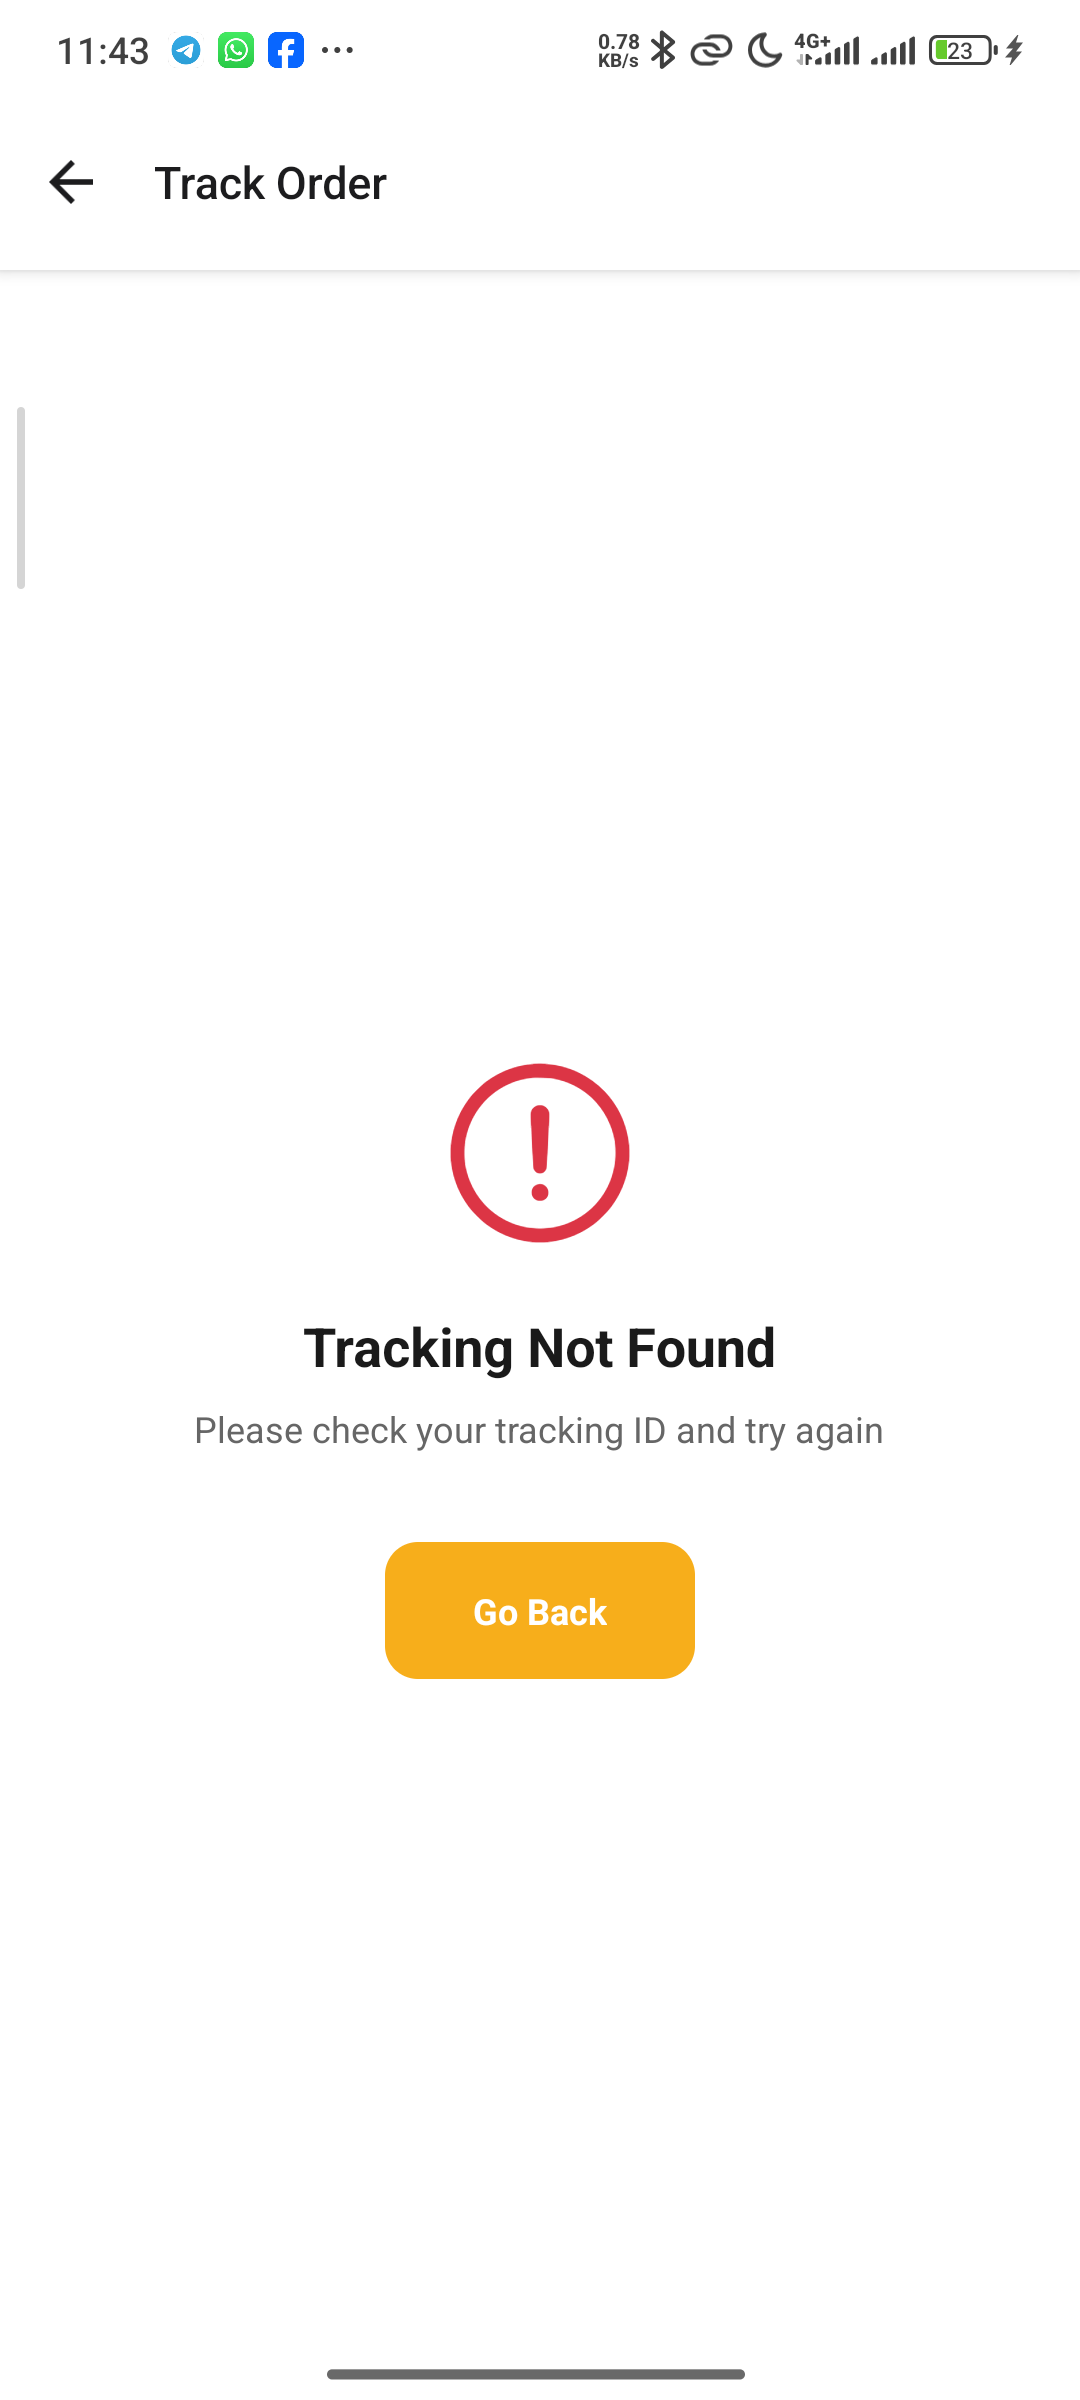 11:43
0.78
KB/s
4G+
23
Track Order
Tracking Not Found
Please check your tracking ID and try again
Go Back